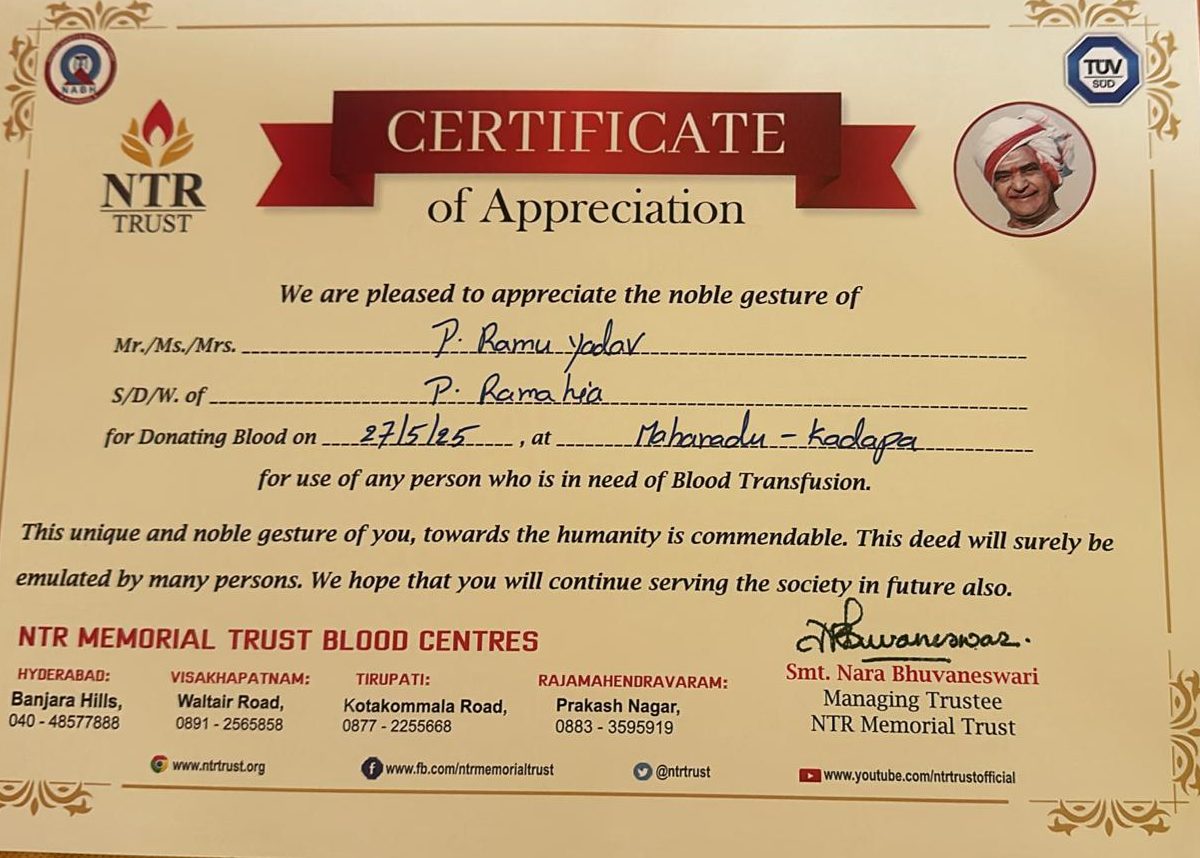 NABH
TÜV
SÜD
NTR
TRUST
CERTIFICATE
of Appreciation
We are pleased to appreciate the noble gesture of
Mr./Ms./Mrs. P. Ramu Yadav
S/D/W. of P. Ramahia
for Donating Blood on 27/5/25, at Mahanadu - Kadapa
for use of any person who is in need of Blood Transfusion.
This unique and noble gesture of you, towards the humanity is commendable. This deed will surely be
emulated by many persons. We hope that you will continue serving the society in future also.
NTR MEMORIAL TRUST BLOOD CENTRES
HYDERABAD:
Banjara Hills,
040 - 48577888
VISAKHAPATNAM:
Waltair Road,
0891 - 2565858
TIRUPATI:
Kotakommala Road,
0877 - 2255668
RAJAMAHENDRAVARAM:
Prakash Nagar,
0883 - 3595919
Smt. Nara Bhuvaneswari
Managing Trustee
NTR Memorial Trust
www.ntrtrust.org
www.fb.com/ntrmemorialtrust
@ntrtrust
www.youtube.com/ntrtrustofficial